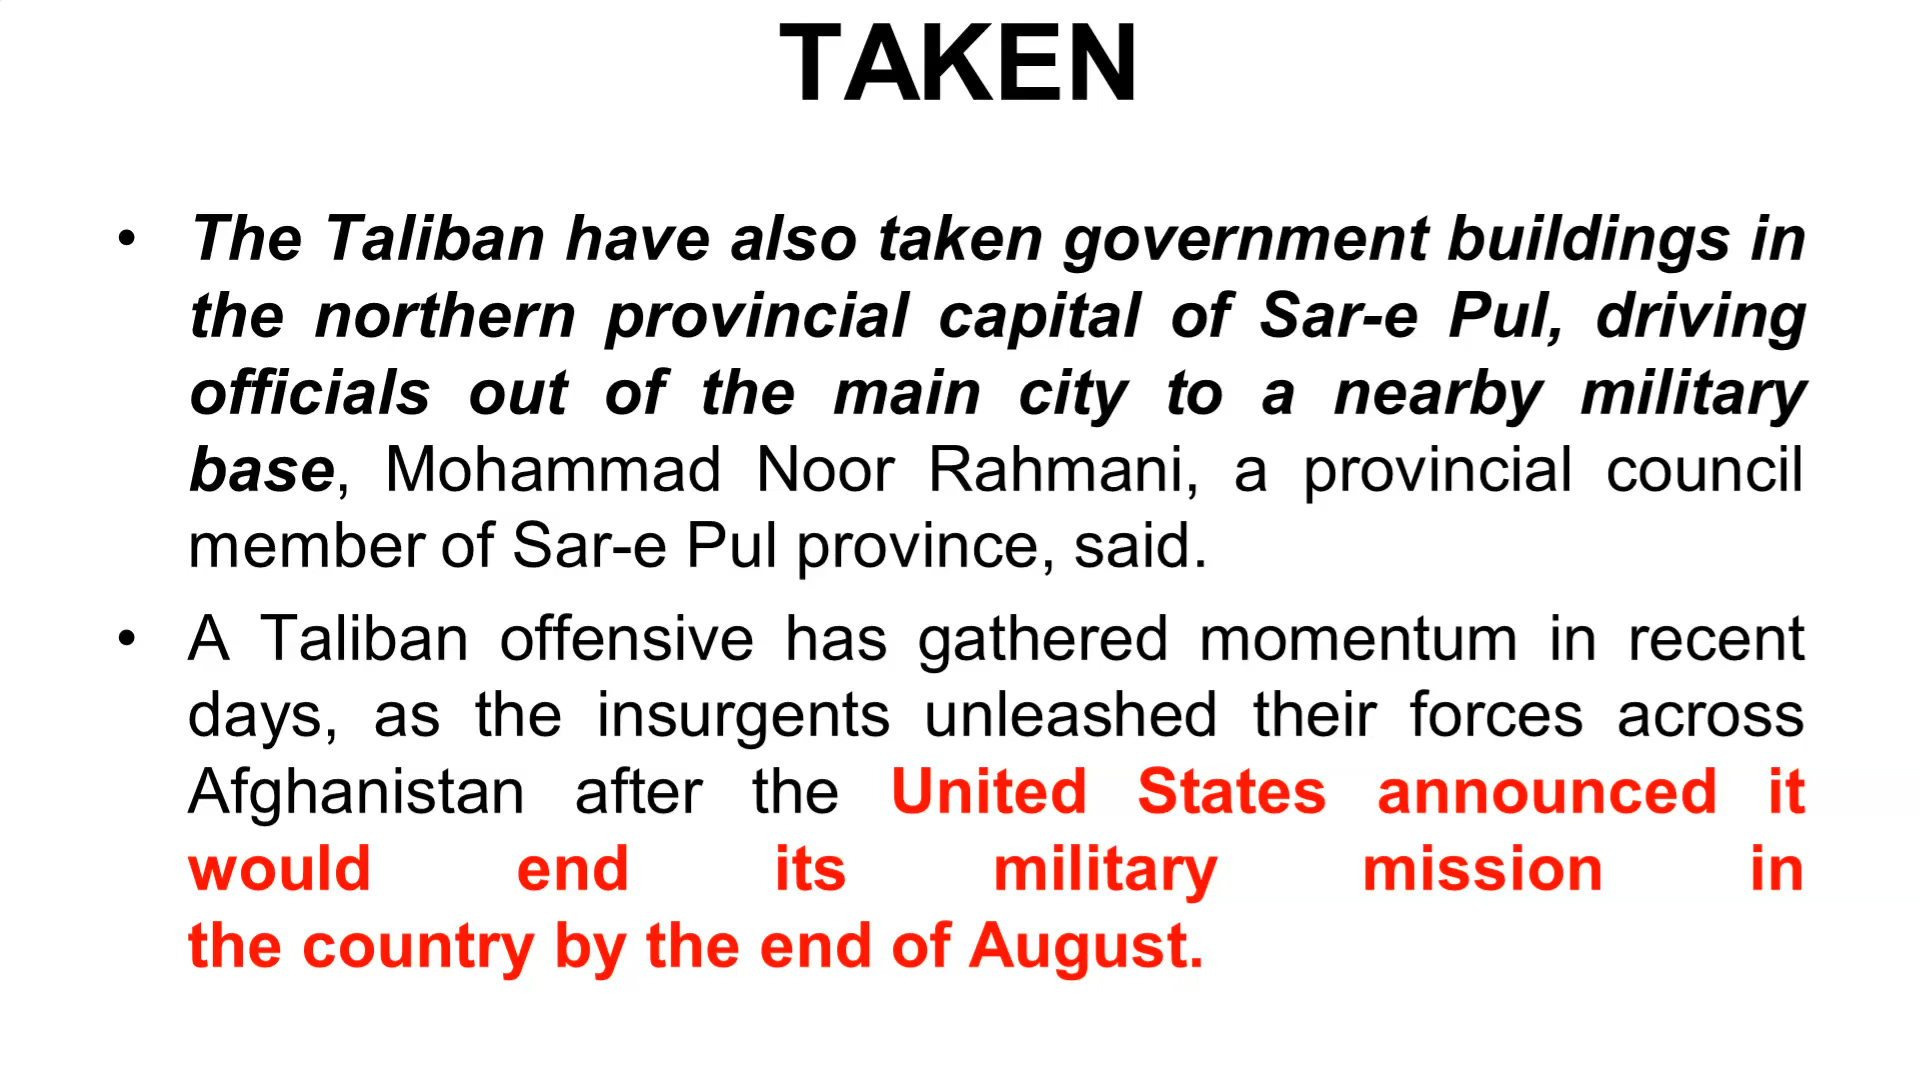 TAKEN
• The Taliban have also taken government buildings in
the northern provincial capital of Sar-e Pul, driving
officials out of the main city to a nearby military
base, Mohammad Noor Rahmani, a provincial council
member of Sar-e Pul province, said.
• A Taliban offensive has gathered momentum in recent
days, as the insurgents unleashed their forces across
Afghanistan after the United States announced it
would end its military mission in
the country by the end of August.